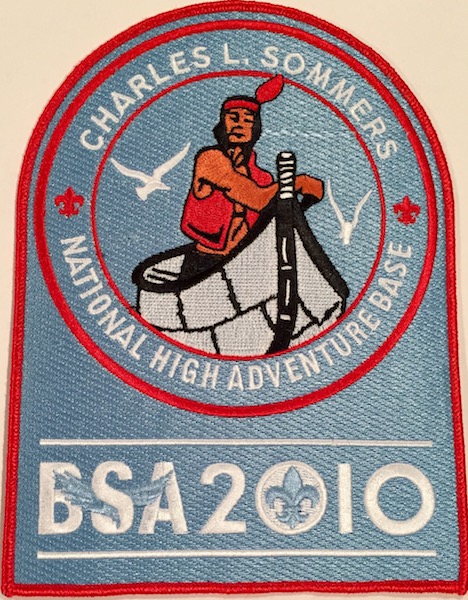 CHARLES L. SOMMERS
NATIONAL HIGH ADVENTURE BASE
BSA 2010